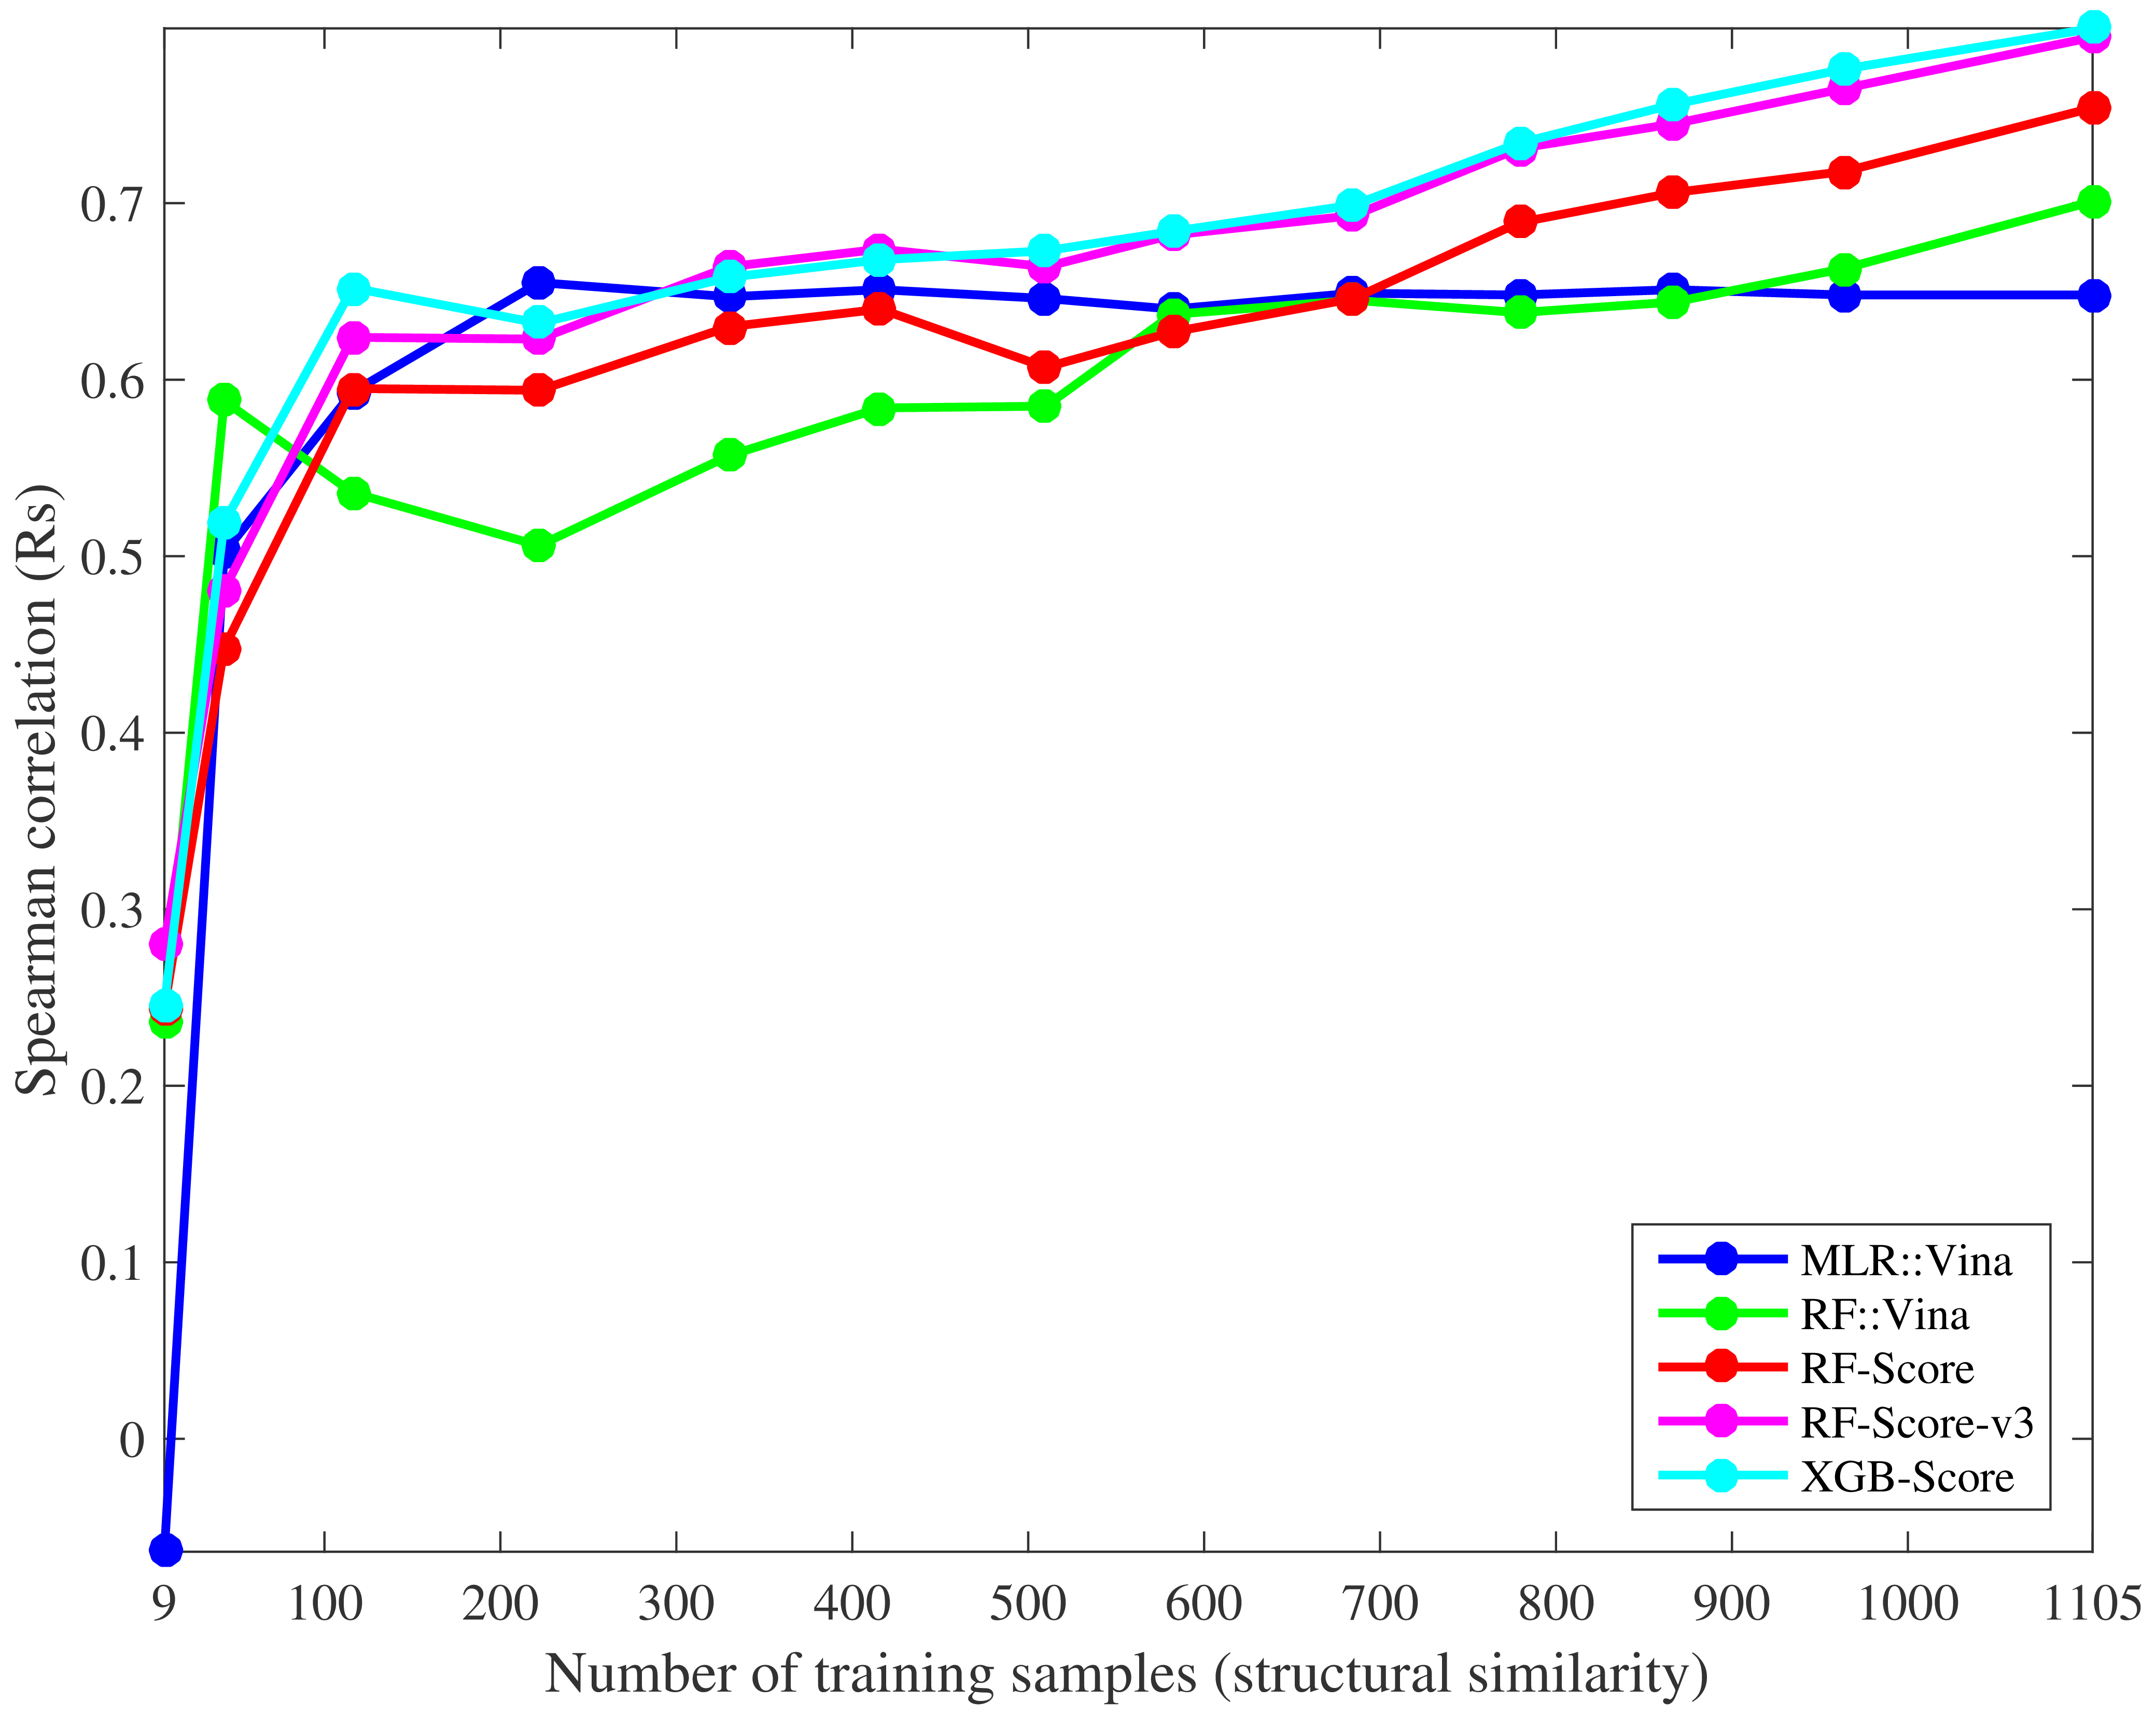 Spearman correlation (Rs)
0.7
0.6
0.5
0.4
0.3
0.2
0.1
0
MLR::Vina
RF::Vina
RF-Score
RF-Score-v3
XGB-Score
9 100 200 300 400 500 600 700 800 900 1000 1105
Number of training samples (structural similarity)